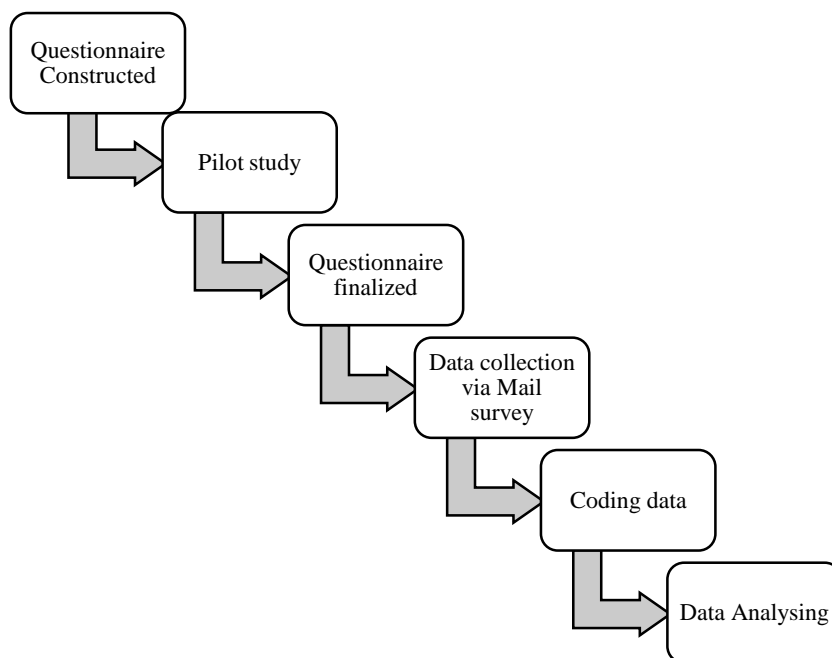 Questionnaire
Constructed
Pilot study
Questionnaire
finalized
Data collection
via Mail
survey
Coding data
Data Analysing